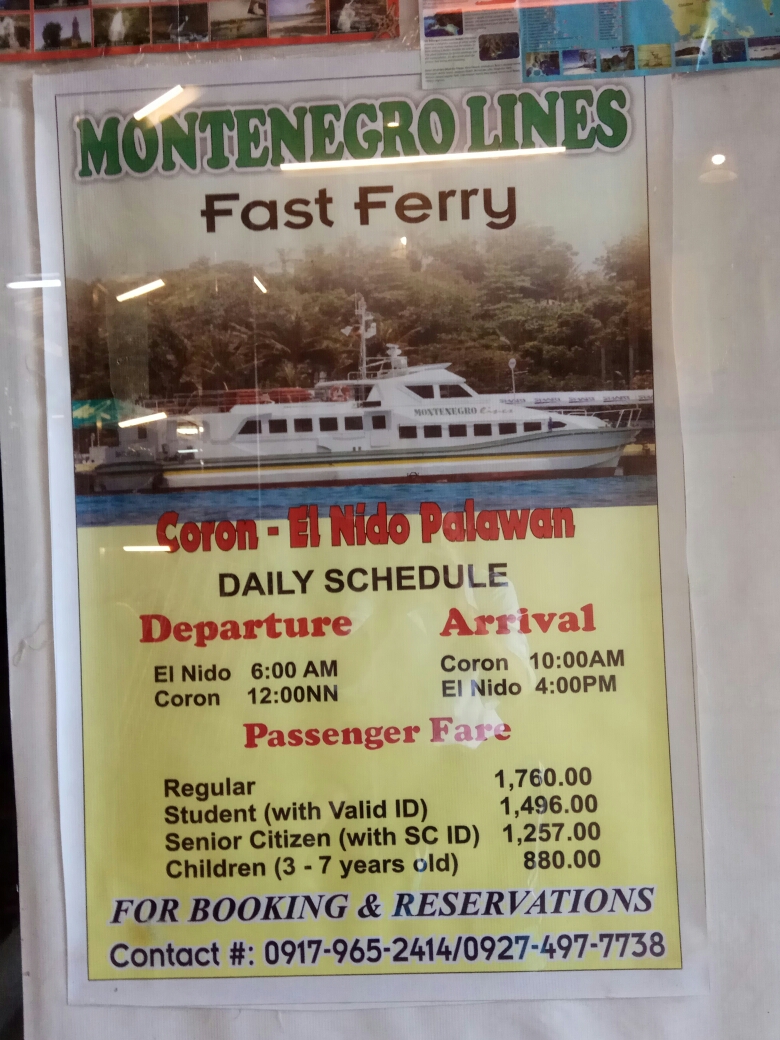 MONTENEGRO LINES
Fast Ferry
MONTENEGRO
Coron - El Nido Palawan
DAILY SCHEDULE
Departure Arrival
El Nido 6:00 AM Coron 10:00AM
Coron 12:00NN El Nido 4:00PM
Passenger Fare
Regular 1,760.00
Student (with Valid ID) 1,496.00
Senior Citizen (with SC ID) 1,257.00
Children (3 - 7 years old) 880.00
FOR BOOKING & RESERVATIONS
Contact #: 0917-965-2414/0927-497-7738